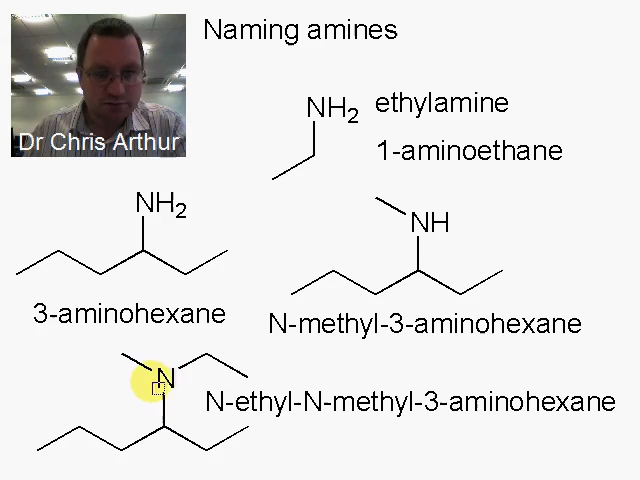 Naming amines
Dr Chris Arthur
NH2
ethylamine
1-aminoethane
NH2
3-aminohexane
NH
N-methyl-3-aminohexane
N
N-ethyl-N-methyl-3-aminohexane